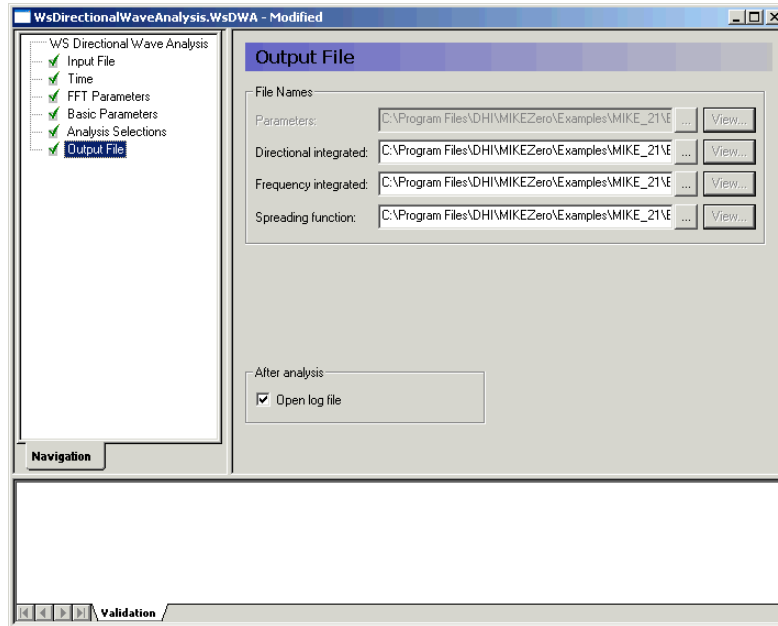 WsDirectionalWaveAnalysis.WsDWA - Modified
WS Directional Wave Analysis
Input File
Time
FFT Parameters
Basic Parameters
Analysis Selections
Output File
Navigation
Output File
File Names
Parameters: C:\Program Files\DHI\MIKEZero\Examples\MIKE_21\E ... View...
Directional integrated: C:\Program Files\DHI\MIKEZero\Examples\MIKE_21\E ... View...
Frequency integrated: C:\Program Files\DHI\MIKEZero\Examples\MIKE_21\E ... View...
Spreading function: C:\Program Files\DHI\MIKEZero\Examples\MIKE_21\E ... View...
After analysis
Open log file
Validation